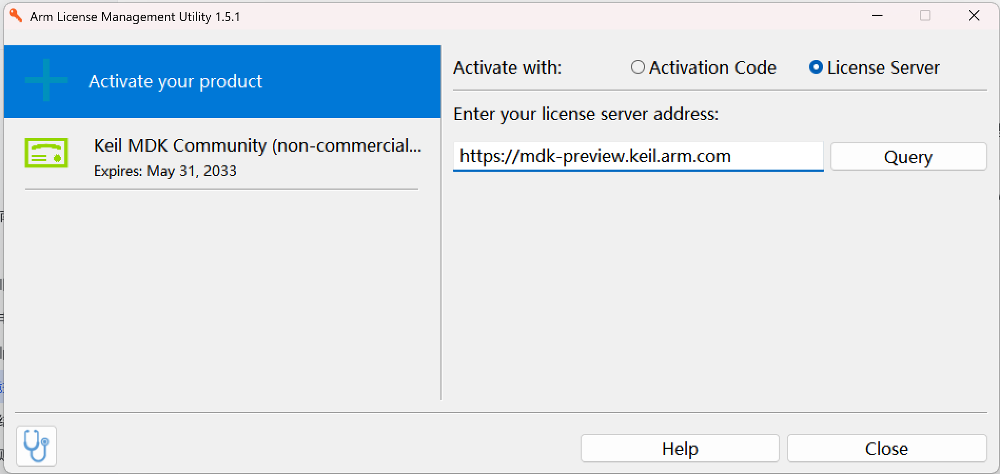 Arm License Management Utility 1.5.1
Activate your product
Keil MDK Community (non-commercial...
Expires: May 31, 2033
Activate with:
Activation Code
License Server
Enter your license server address:
https://mdk-preview.keil.arm.com
Query
Help
Close